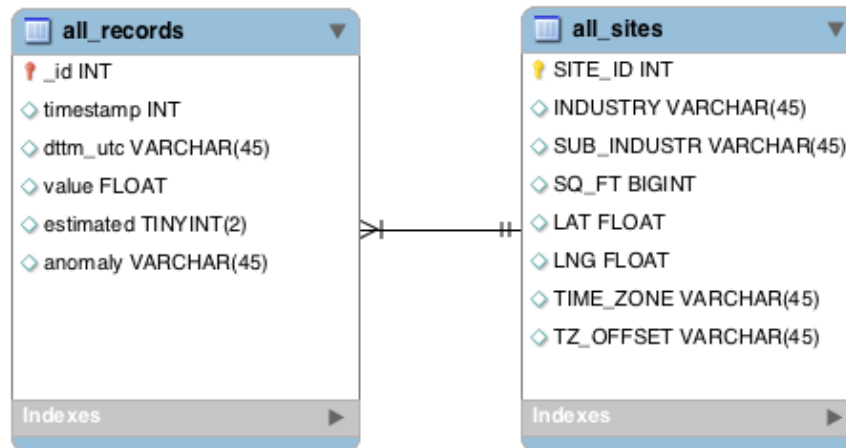 all_records
_id INT
timestamp INT
dttm_utc VARCHAR(45)
value FLOAT
estimated TINYINT(2)
anomaly VARCHAR(45)
Indexes
all_sites
SITE_ID INT
INDUSTRY VARCHAR(45)
SUB_INDUSTR VARCHAR(45)
SQ_FT BIGINT
LAT FLOAT
LNG FLOAT
TIME_ZONE VARCHAR(45)
TZ_OFFSET VARCHAR(45)
Indexes